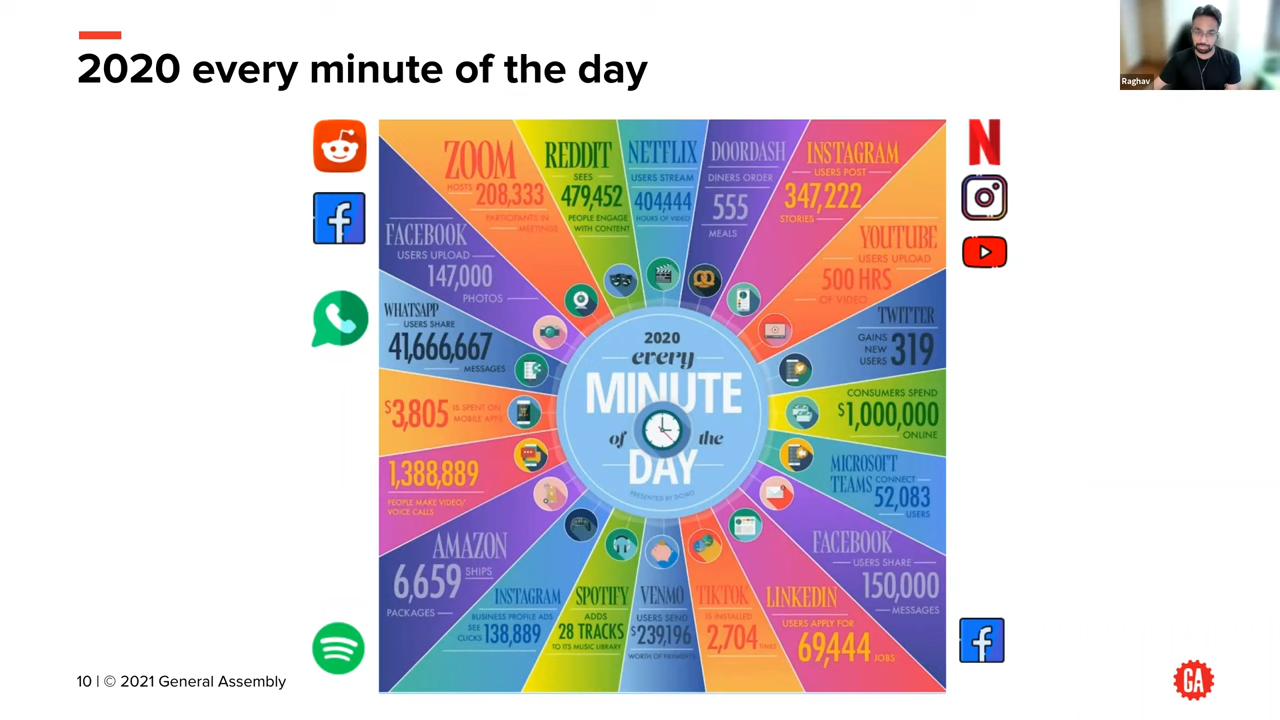 2020 every minute of the day
Raghav
ZOOM
HOSTS 208,333
PARTICIPANTS IN
MEETINGS
REDDIT
SEES
479,452
PEOPLE ENGAGE
WITH CONTENT
NETFLIX
USERS STREAM
404,444
HOURS OF VIDEO
DOORDASH
DINERS ORDER
555
MEALS
INSTAGRAM
USERS POST
347,222
STORIES
YOUTUBE
USERS UPLOAD
500 HRS
OF VIDEO
TWITTER
GAINS
NEW
USERS 319
CONSUMERS SPEND
$1,000,000
ONLINE
MICROSOFT
TEAMS CONNECT
52,083
USERS
FACEBOOK
USERS SHARE
150,000
MESSAGES
LINKEDIN
USERS APPLY FOR
69,444 JOBS
TIKTOK
IS INSTALLED
2,704 TIMES
VENMO
USERS SEND
$239,196
WORTH OF PAYMENTS
SPOTIFY
ADDS
28 TRACKS
TO ITS MUSIC LIBRARY
INSTAGRAM
BUSINESS PROFILE ADS
SEE
CLICKS 138,889
AMAZON
6,659 SHIPS
PACKAGES
1,388,889
PEOPLE MAKE VIDEO/
VOICE CALLS
$3,805 IS SPENT ON
MOBILE APPS
WHATSAPP
USERS SHARE
41,666,667
MESSAGES
FACEBOOK
USERS UPLOAD
147,000
PHOTOS
2020
every
MINUTE
of the
DAY
PRESENTED BY DOMO
10 | © 2021 General Assembly
GA